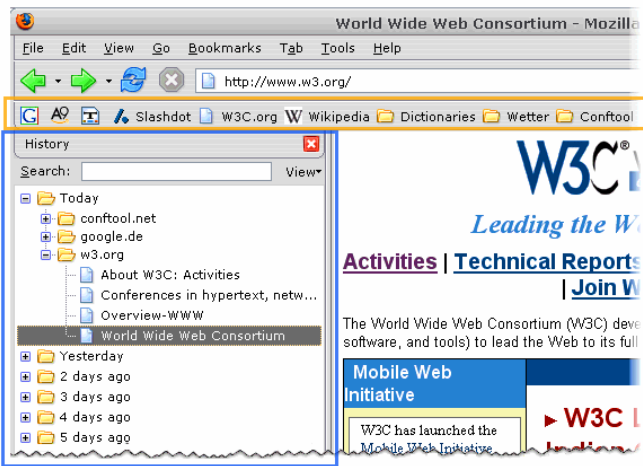 World Wide Web Consortium - Mozilla
File Edit View Go Bookmarks Tab Tools Help
http://www.w3.org/
G A9 T Slashdot W3C.org W Wikipedia Dictionaries Wetter Conftool
History
Search: View
Today
conftool.net
google.de
w3.org
About W3C: Activities
Conferences in hypertext, netw...
Overview-WWW
World Wide Web Consortium
Yesterday
2 days ago
3 days ago
4 days ago
5 days ago
W3C®
Leading the W
Activities | Technical Reports
| Join W
The World Wide Web Consortium (W3C) deve
software, and tools) to lead the Web to its full
Mobile Web
Initiative
W3C has launched the
Mobile Web Initiative
► W3C